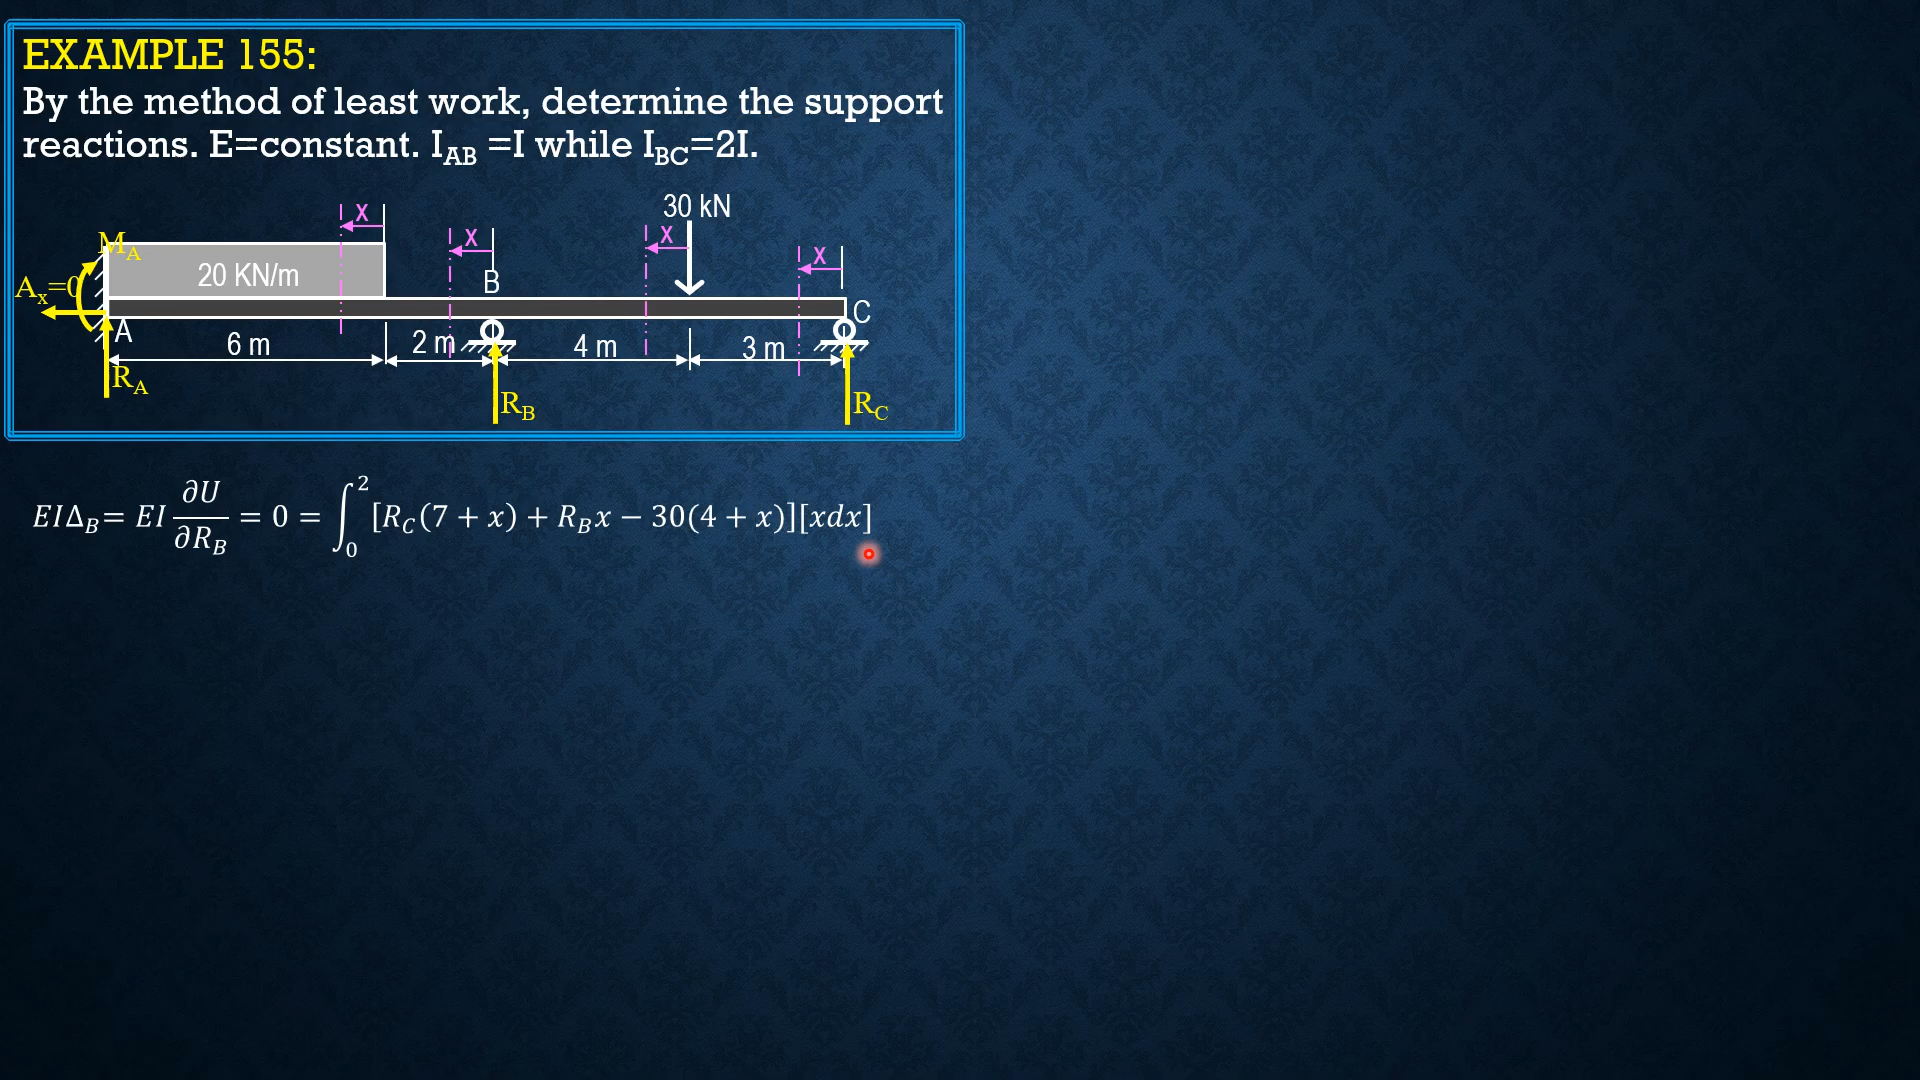 EXAMPLE 155:
By the method of least work, determine the support
reactions. E=constant. I_AB =I while I_BC=2I.
30 kN
x
x
x
x
M_A
20 KN/m
B
A_x=0
C
A
6 m
2 m
4 m
3 m
R_A
R_B
R_C
EIΔ_B= EI ∂U/∂R_B = 0 = ∫_0^2 [R_C(7 + x) + R_Bx − 30(4 + x)][xdx]